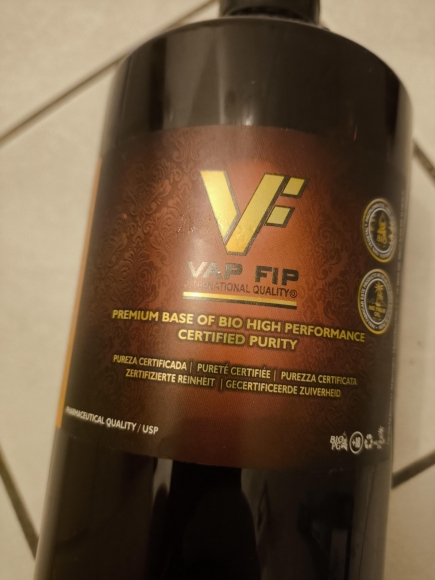 VF
VAP FIP
INTERNATIONAL QUALITY®
PREMIUM BASE OF BIO HIGH PERFORMANCE
CERTIFIED PURITY
PUREZA CERTIFICADA | PURETÉ CERTIFIÉE | PUREZZA CERTIFICATA
ZERTIFIZIERTE REINHEIT | GECERTIFICEERDE ZUIVERHEID
PHARMACEUTICAL QUALITY / USP
+18